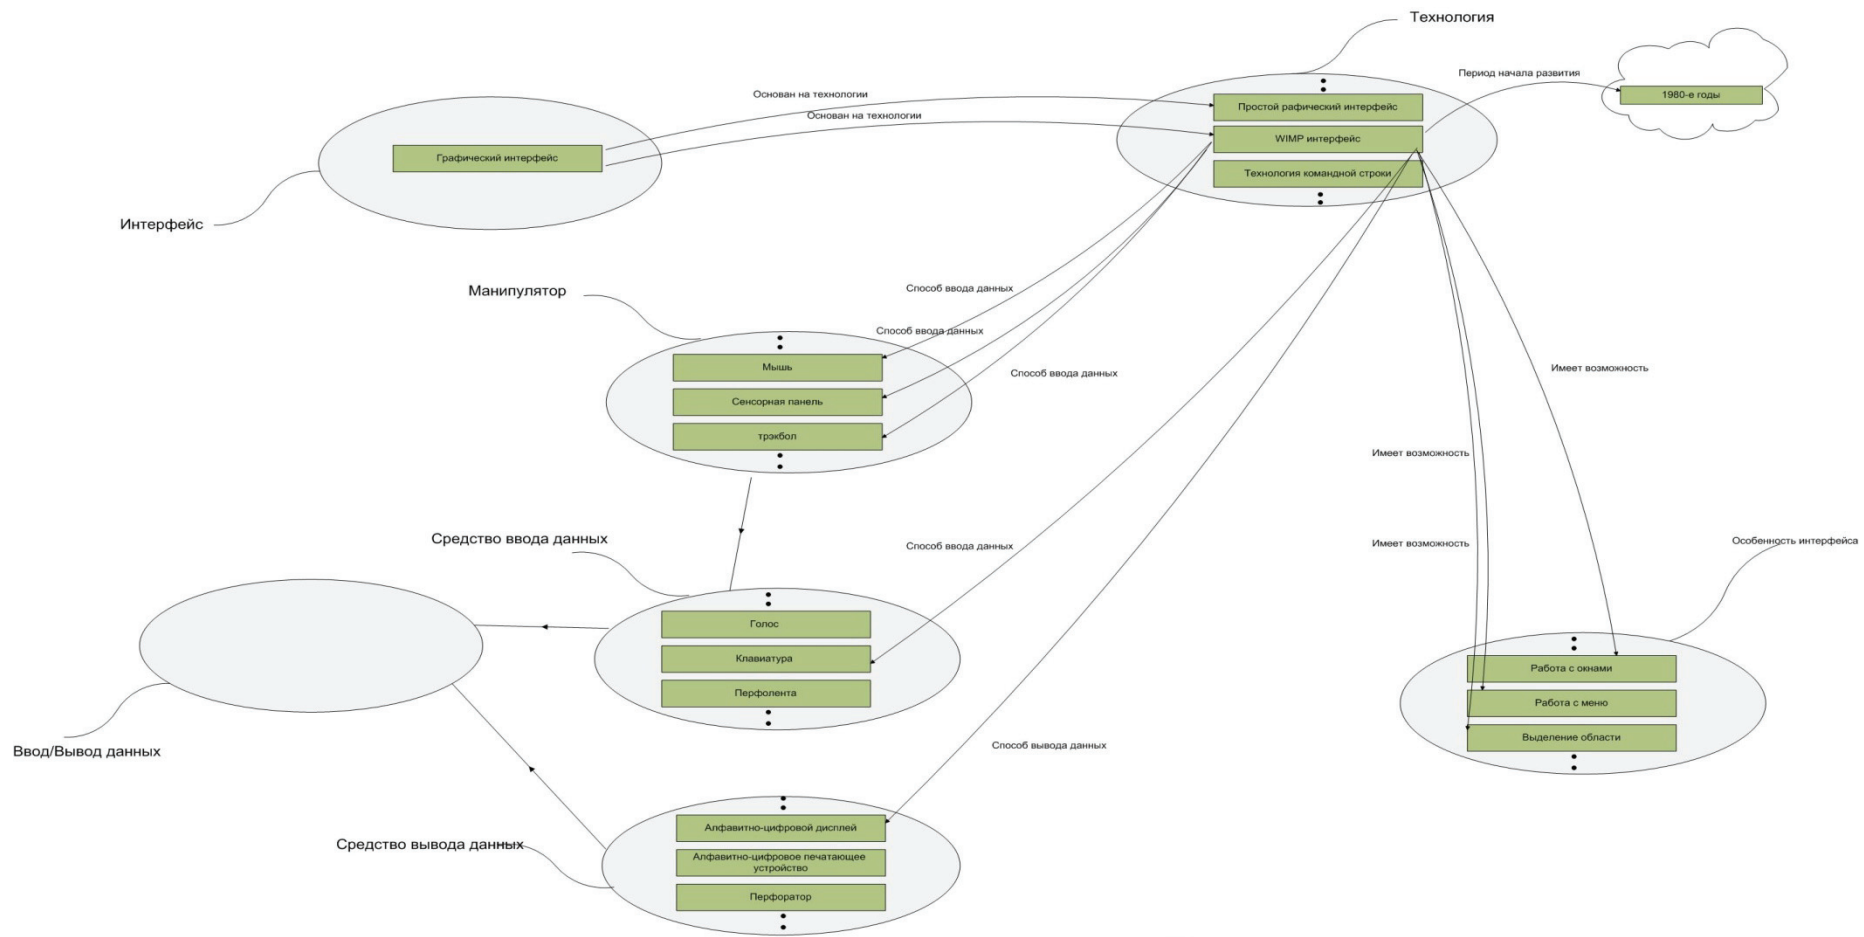 Технология
Период начала развития
1980-е годы
Основан на технологии
Простой рафический интерфейс
Основан на технологии
WIMP интерфейс
Графический интерфейс
Технология командной строки
Интерфейс
Манипулятор
Способ ввода данных
Способ ввода данных
Мышь
Способ ввода данных
Имеет возможность
Сенсорная панель
трэкбол
Имеет возможность
Средство ввода данных
Способ ввода данных
Имеет возможность
Особенность интерфейса
Голос
Клавиатура
Перфолента
Работа с окнами
Работа с меню
Выделение области
Ввод/Вывод данных
Способ вывода данных
Алфавитно-цифровой дисплей
Средство вывода данных
Алфавитно-цифровое печатающее
устройство
Перфоратор